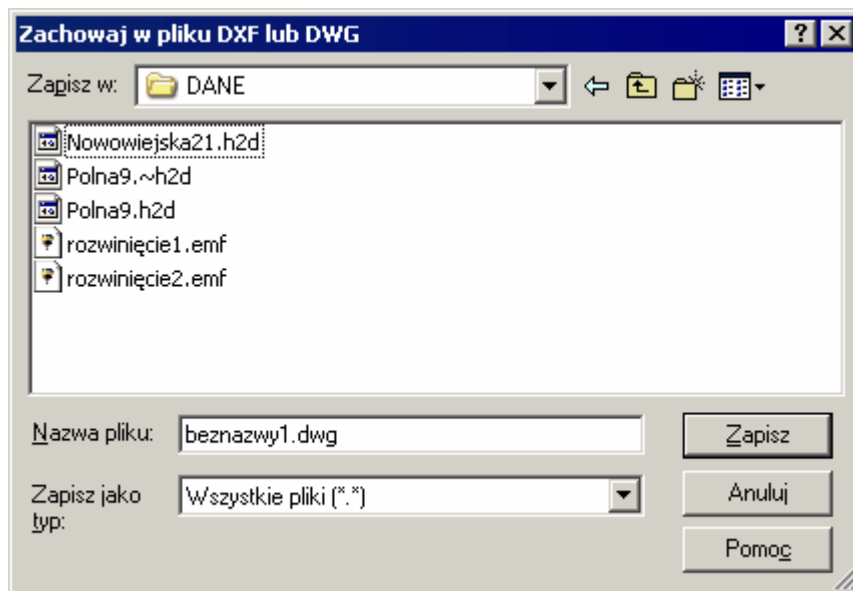 Zachowaj w pliku DXF lub DWG
Zapisz w: DANE
Nowowiejska21.h2d
Polna9.~h2d
Polna9.h2d
rozwinięcie1.emf
rozwinięcie2.emf
Nazwa pliku: beznazwy1.dwg Zapisz
Zapisz jako typ: Wszystkie pliki (*.*) Anuluj
Pomoc